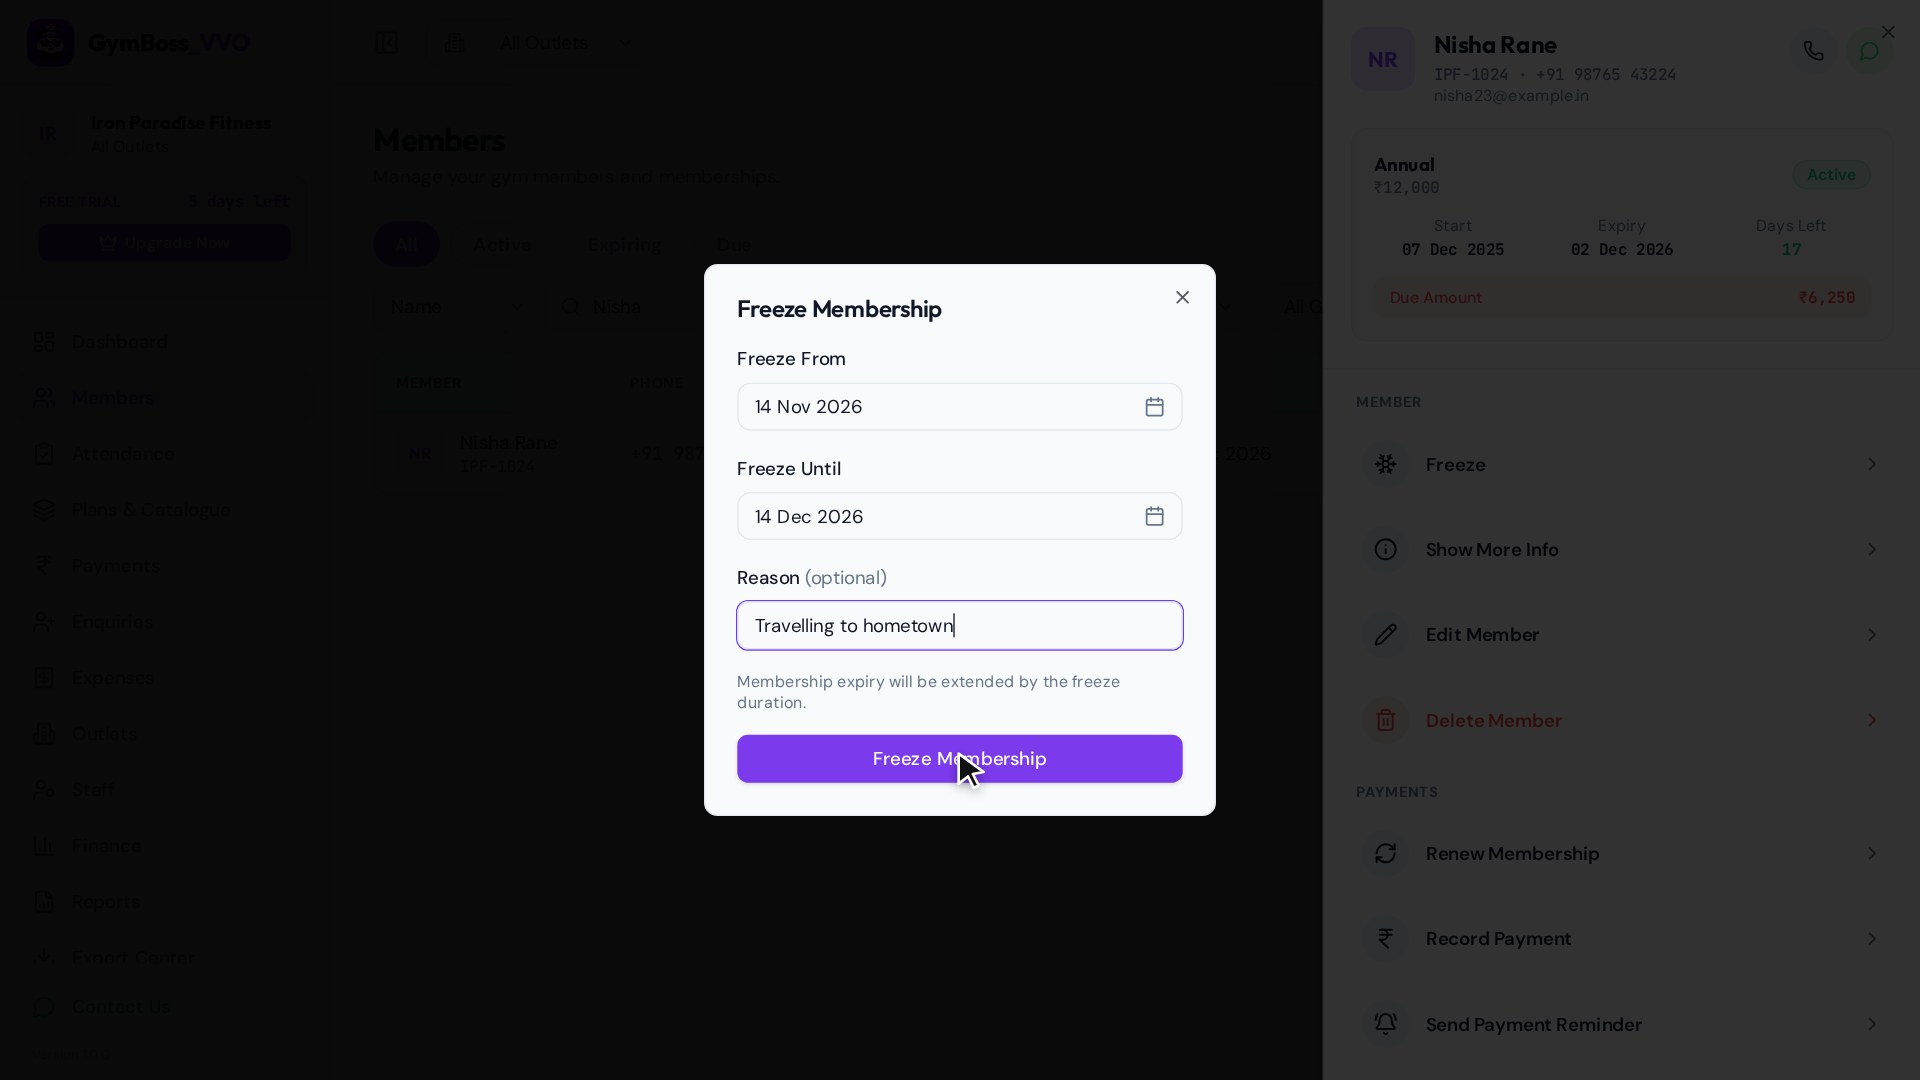 GymBoss_VVO
All Outlets
Iron Paradise Fitness
All Outlets
FREE TRIAL
5 days left
Upgrade Now
Dashboard
Members
Attendance
Plans & Catalogue
Payments
Enquiries
Expenses
Outlets
Staff
Finance
Reports
Export Center
Contact Us
Members
Manage your gym members and memberships.
All
Active
Expiring
Due
Name
Nisha
All G
MEMBER
PHONE
NR
Nisha Rane
IPF-1024
+91 987
2026
Freeze Membership
Freeze From
14 Nov 2026
Freeze Until
14 Dec 2026
Reason (optional)
Travelling to hometown
Membership expiry will be extended by the freeze
duration.
Freeze Membership
NR
Nisha Rane
IPF-1024 · +91 98765 43224
nisha23@example.in
Annual
₹12,000
Active
Start
Expiry
Days Left
07 Dec 2025
02 Dec 2026
17
Due Amount
₹6,250
MEMBER
Freeze
Show More Info
Edit Member
Delete Member
PAYMENTS
Renew Membership
Record Payment
Send Payment Reminder